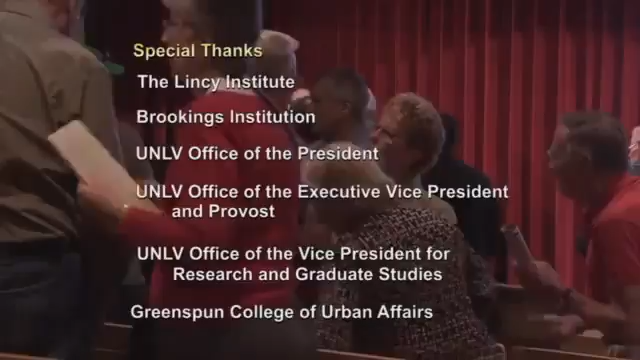 Special Thanks
The Lincy Institute
Brookings Institution
UNLV Office of the President
UNLV Office of the Executive Vice President
and Provost
UNLV Office of the Vice President for
Research and Graduate Studies
Greenspun College of Urban Affairs